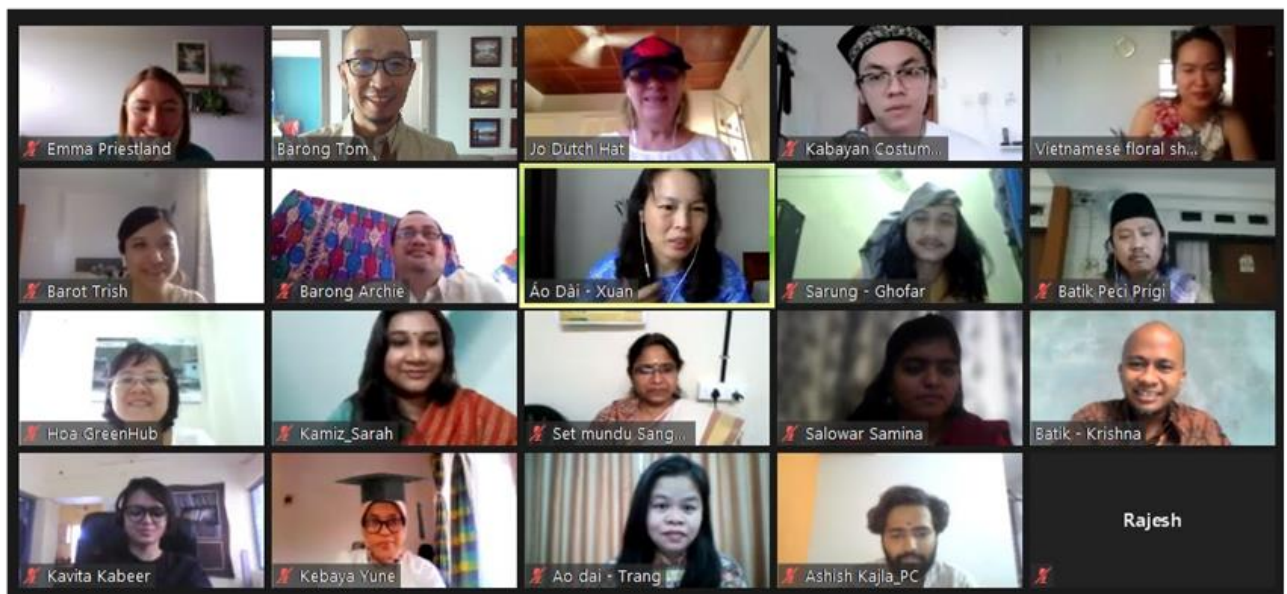 Emma Priestland
Barong Tom
Jo Dutch Hat
Kabayan Costum...
Vietnamese floral sh...
Barot Trish
Barong Archie
Áo Dài - Xuan
Sarung - Ghofar
Batik Peci Prigi
Hoa GreenHub
Kamiz_Sarah
Set mundu Sang...
Salowar Samina
Batik - Krishna
Kavita Kabeer
Kebaya Yune
Ao dai - Trang
Ashish Kajla_PC
Rajesh